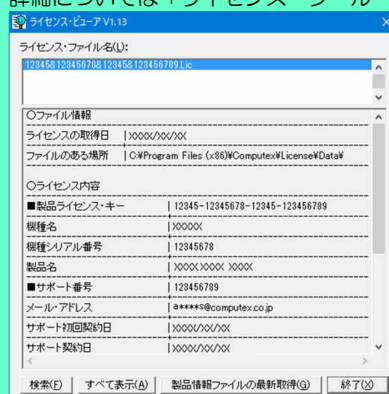 詳細については「ライセンス・ツール
ライセンス・ビューア V1.13
ライセンス・ファイル名(L):
12345&12345678&12345&123456789.Lic
○ファイル情報
ライセンスの取得日 | XXXX/XX/XX
ファイルのある場所 | C:¥Program Files (x86)¥Computex¥License¥Data¥
○ライセンス内容
■製品ライセンス・キー | 12345-12345678-12345-123456789
機種名 | XXXXX
機種シリアル番号 | 12345678
製品名 | XXXX.XXXX XXXX
■サポート番号 | 123456789
メール・アドレス | a****s@computex.co.jp
サポート初回契約日 | XXXX/XX/XX
サポート契約日 | XXXX/XX/XX
検索(F) すべて表示(A) 製品情報ファイルの最新取得(G) 終了(X)